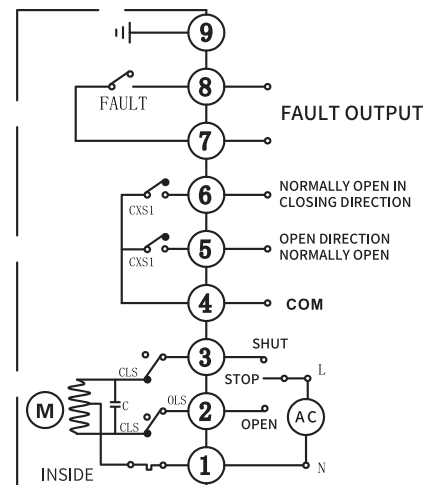 9
8
FAULT
FAULT OUTPUT
7
6
NORMALLY OPEN IN
CLOSING DIRECTION
CXS1
5
OPEN DIRECTION
NORMALLY OPEN
CXS1
4
COM
3
SHUT
CLS
STOP
L
M
C
OLS
2
AC
CLS
OPEN
1
N
INSIDE